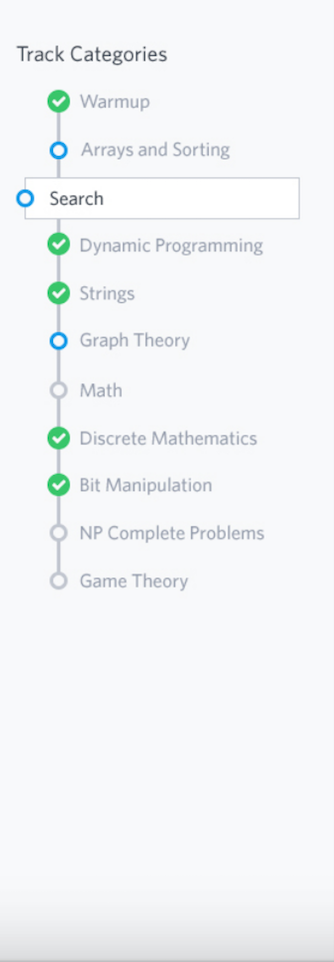 Track Categories
Warmup
Arrays and Sorting
Search
Dynamic Programming
Strings
Graph Theory
Math
Discrete Mathematics
Bit Manipulation
NP Complete Problems
Game Theory